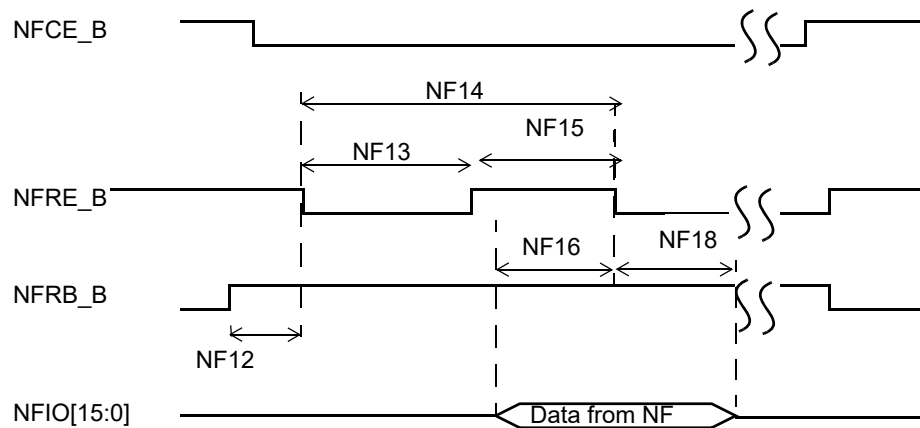 NFCE_B
NF14
NF15
NF13
NFRE_B
NF16
NF18
NFRB_B
NF12
NFIO[15:0]
Data from NF